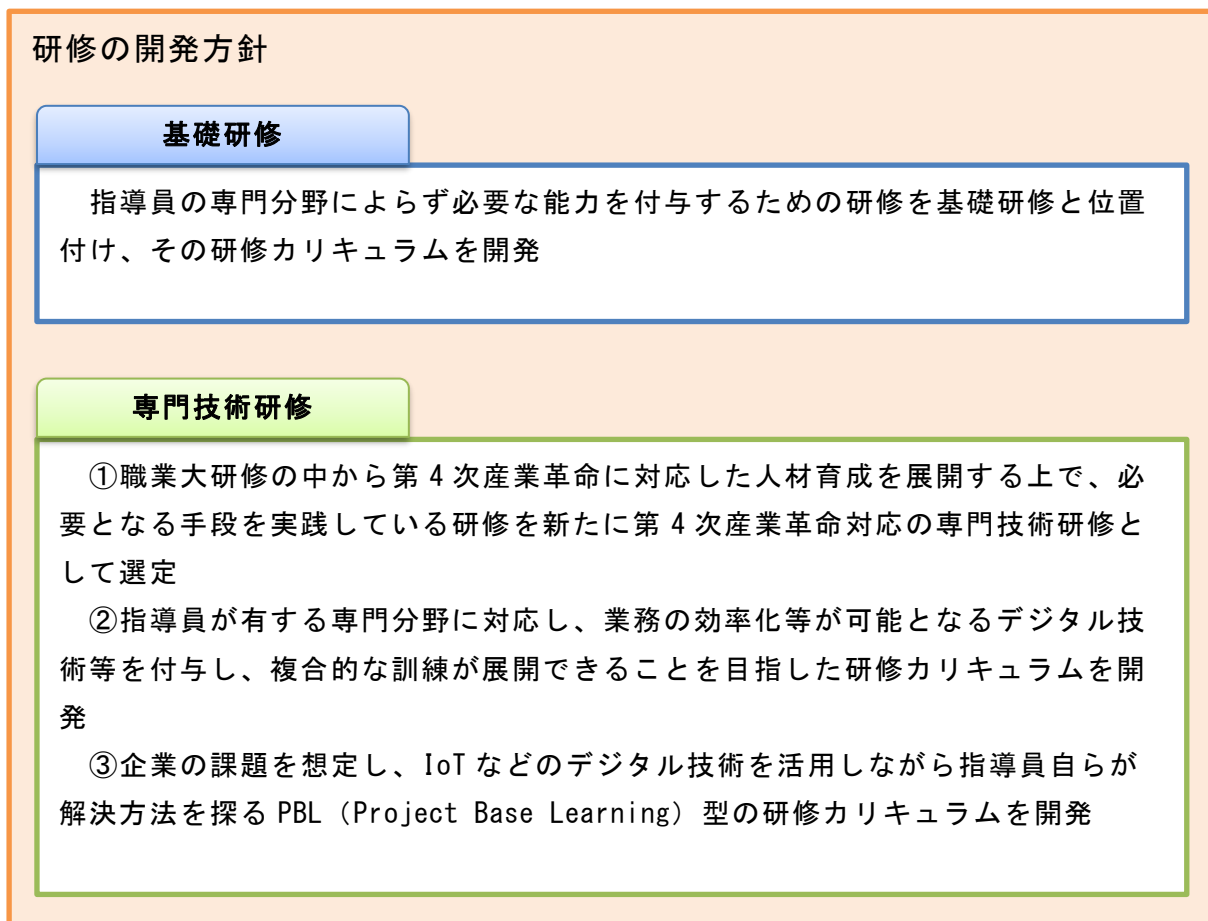 研修の開発方針
基礎研修
指導員の専門分野によらず必要な能力を付与するための研修を基礎研修と位置
付け、その研修カリキュラムを開発
専門技術研修
①職業大研修の中から第４次産業革命に対応した人材育成を展開する上で、必
要となる手段を実践している研修を新たに第４次産業革命対応の専門技術研修と
して選定
②指導員が有する専門分野に対応し、業務の効率化等が可能となるデジタル技
術等を付与し、複合的な訓練が展開できることを目指した研修カリキュラムを開
発
③企業の課題を想定し、IoT などのデジタル技術を活用しながら指導員自らが
解決方法を探る PBL（Project Base Learning）型の研修カリキュラムを開発